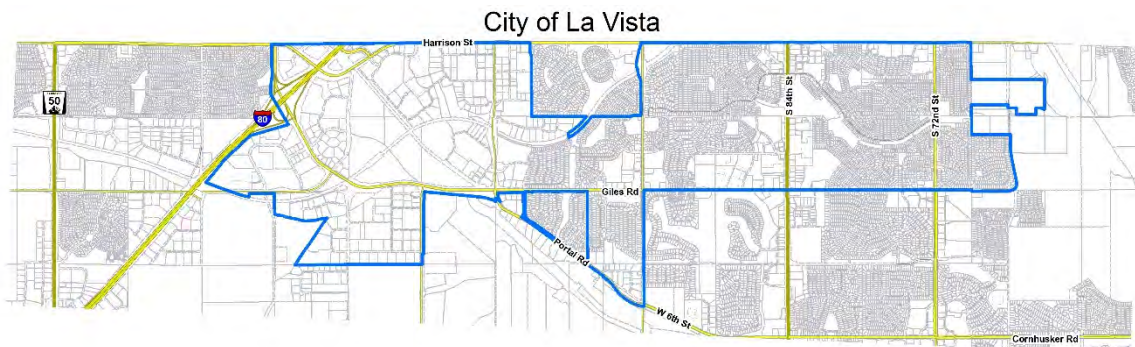 City of La Vista
Harrison St
50
80
S 84th St
S 72nd St
Giles Rd
Portal Rd
W 6th St
Cornhusker Rd